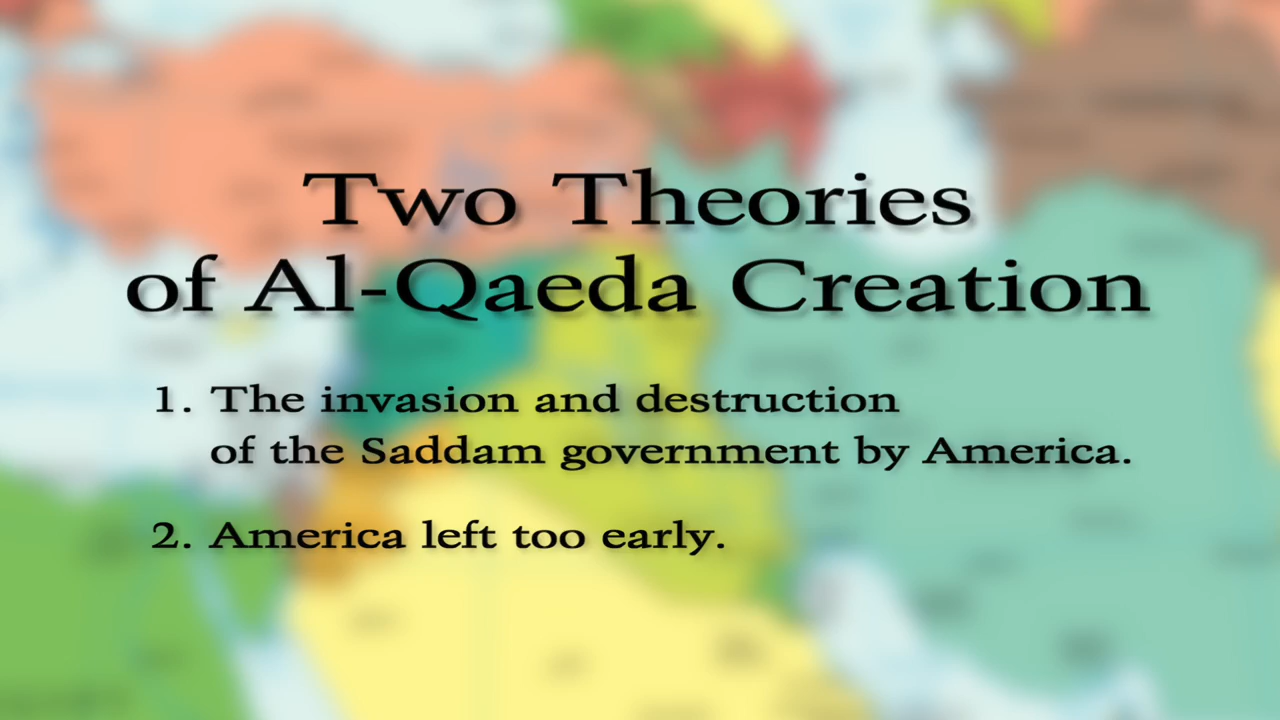 Two Theories
of Al-Qaeda Creation
1. The invasion and destruction
of the Saddam government by America.
2. America left too early.